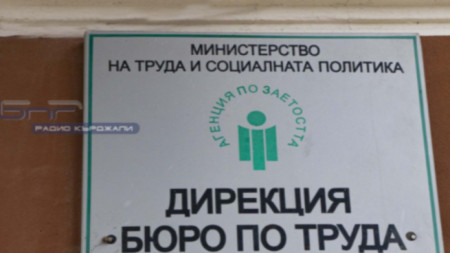 МИНИСТЕРСТВО
НА ТРУДА И СОЦИАЛНАТА ПОЛИТИКА
АГЕНЦИЯ ПО ЗАЕТОСТТА
БНР
РАДИО КЪРДЖАЛИ
ДИРЕКЦИЯ
БЮРО ПО ТРУДА